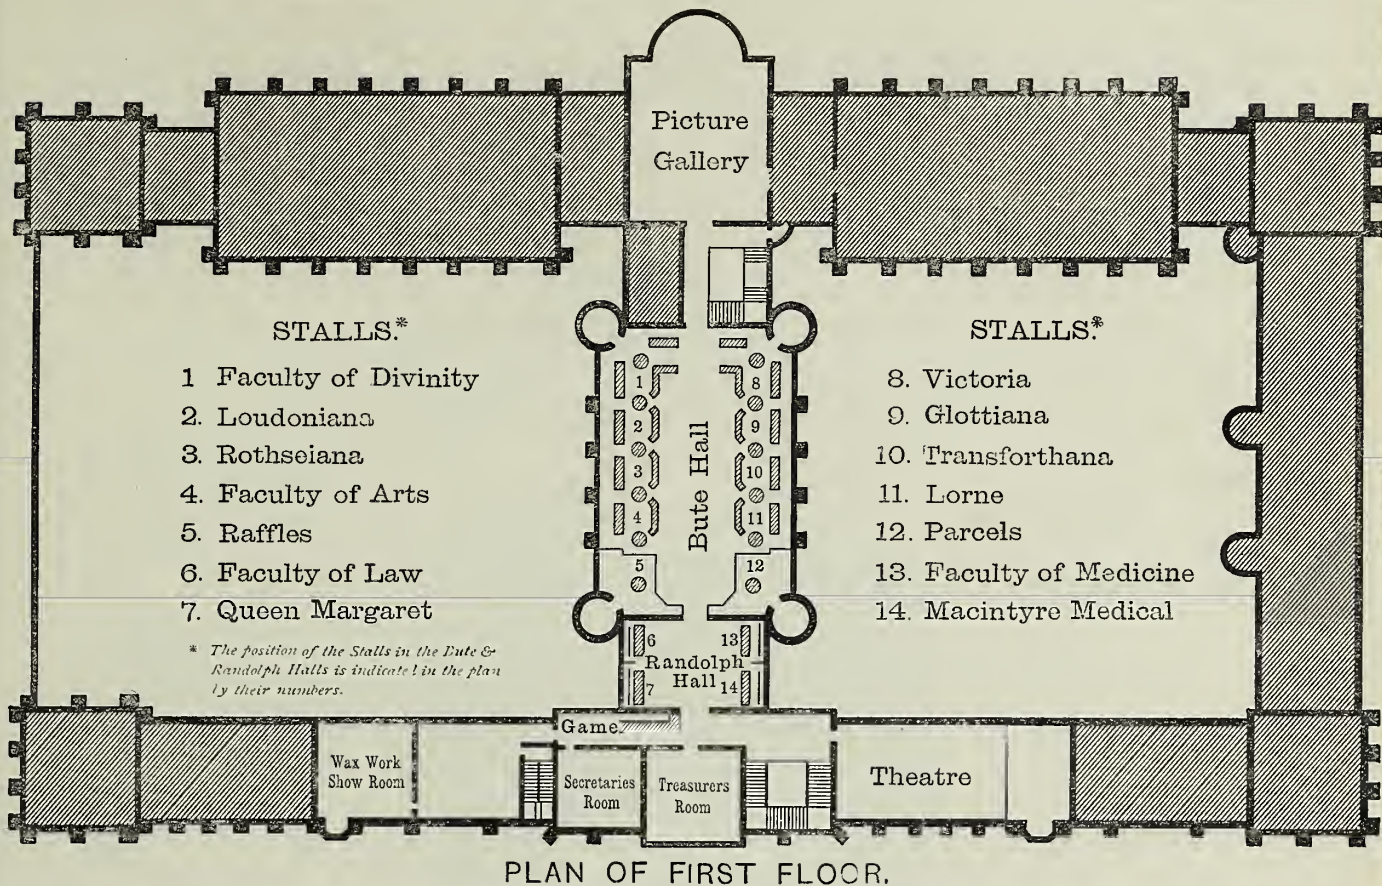 Picture
Gallery
STALLS.*
1 Faculty of Divinity
2. Loudoniana
3. Rothseiana
4. Faculty of Arts
5. Raffles
6. Faculty of Law
7. Queen Margaret
* The position of the Stalls in the Bute &
Randolph Halls is indicated in the plan
by their numbers.
STALLS.*
8. Victoria
9. Glottiana
10. Transforthana
11. Lorne
12. Parcels
13. Faculty of Medicine
14. Macintyre Medical
1
2
3
4
5
Bute Hall
8
9
10
11
12
6
7
Randolph
Hall
13
14
Game
Wax Work
Show Room
Secretaries
Room
Treasurers
Room
Theatre
PLAN OF FIRST FLOOR.